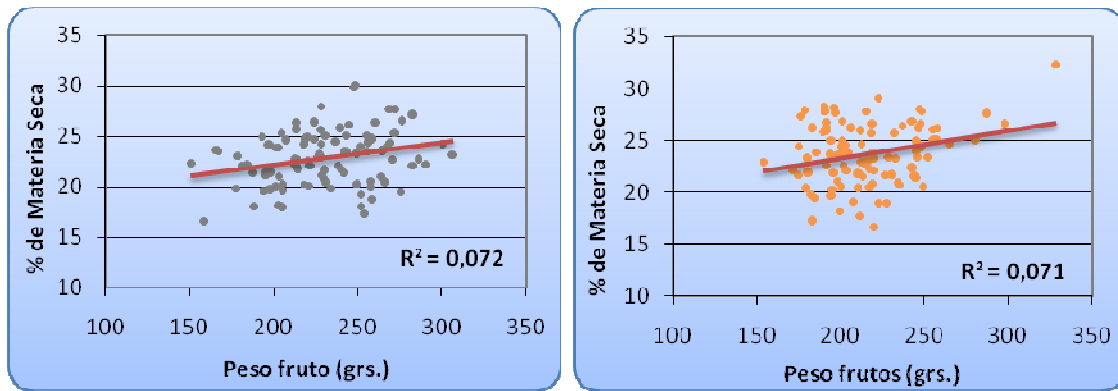 % de Materia Seca
35
30
25
20
15
10
R² = 0,072
100 150 200 250 300 350
Peso fruto (grs.)
% de Materia Seca
35
30
25
20
15
10
R² = 0,071
100 150 200 250 300 350
Peso frutos (grs.)